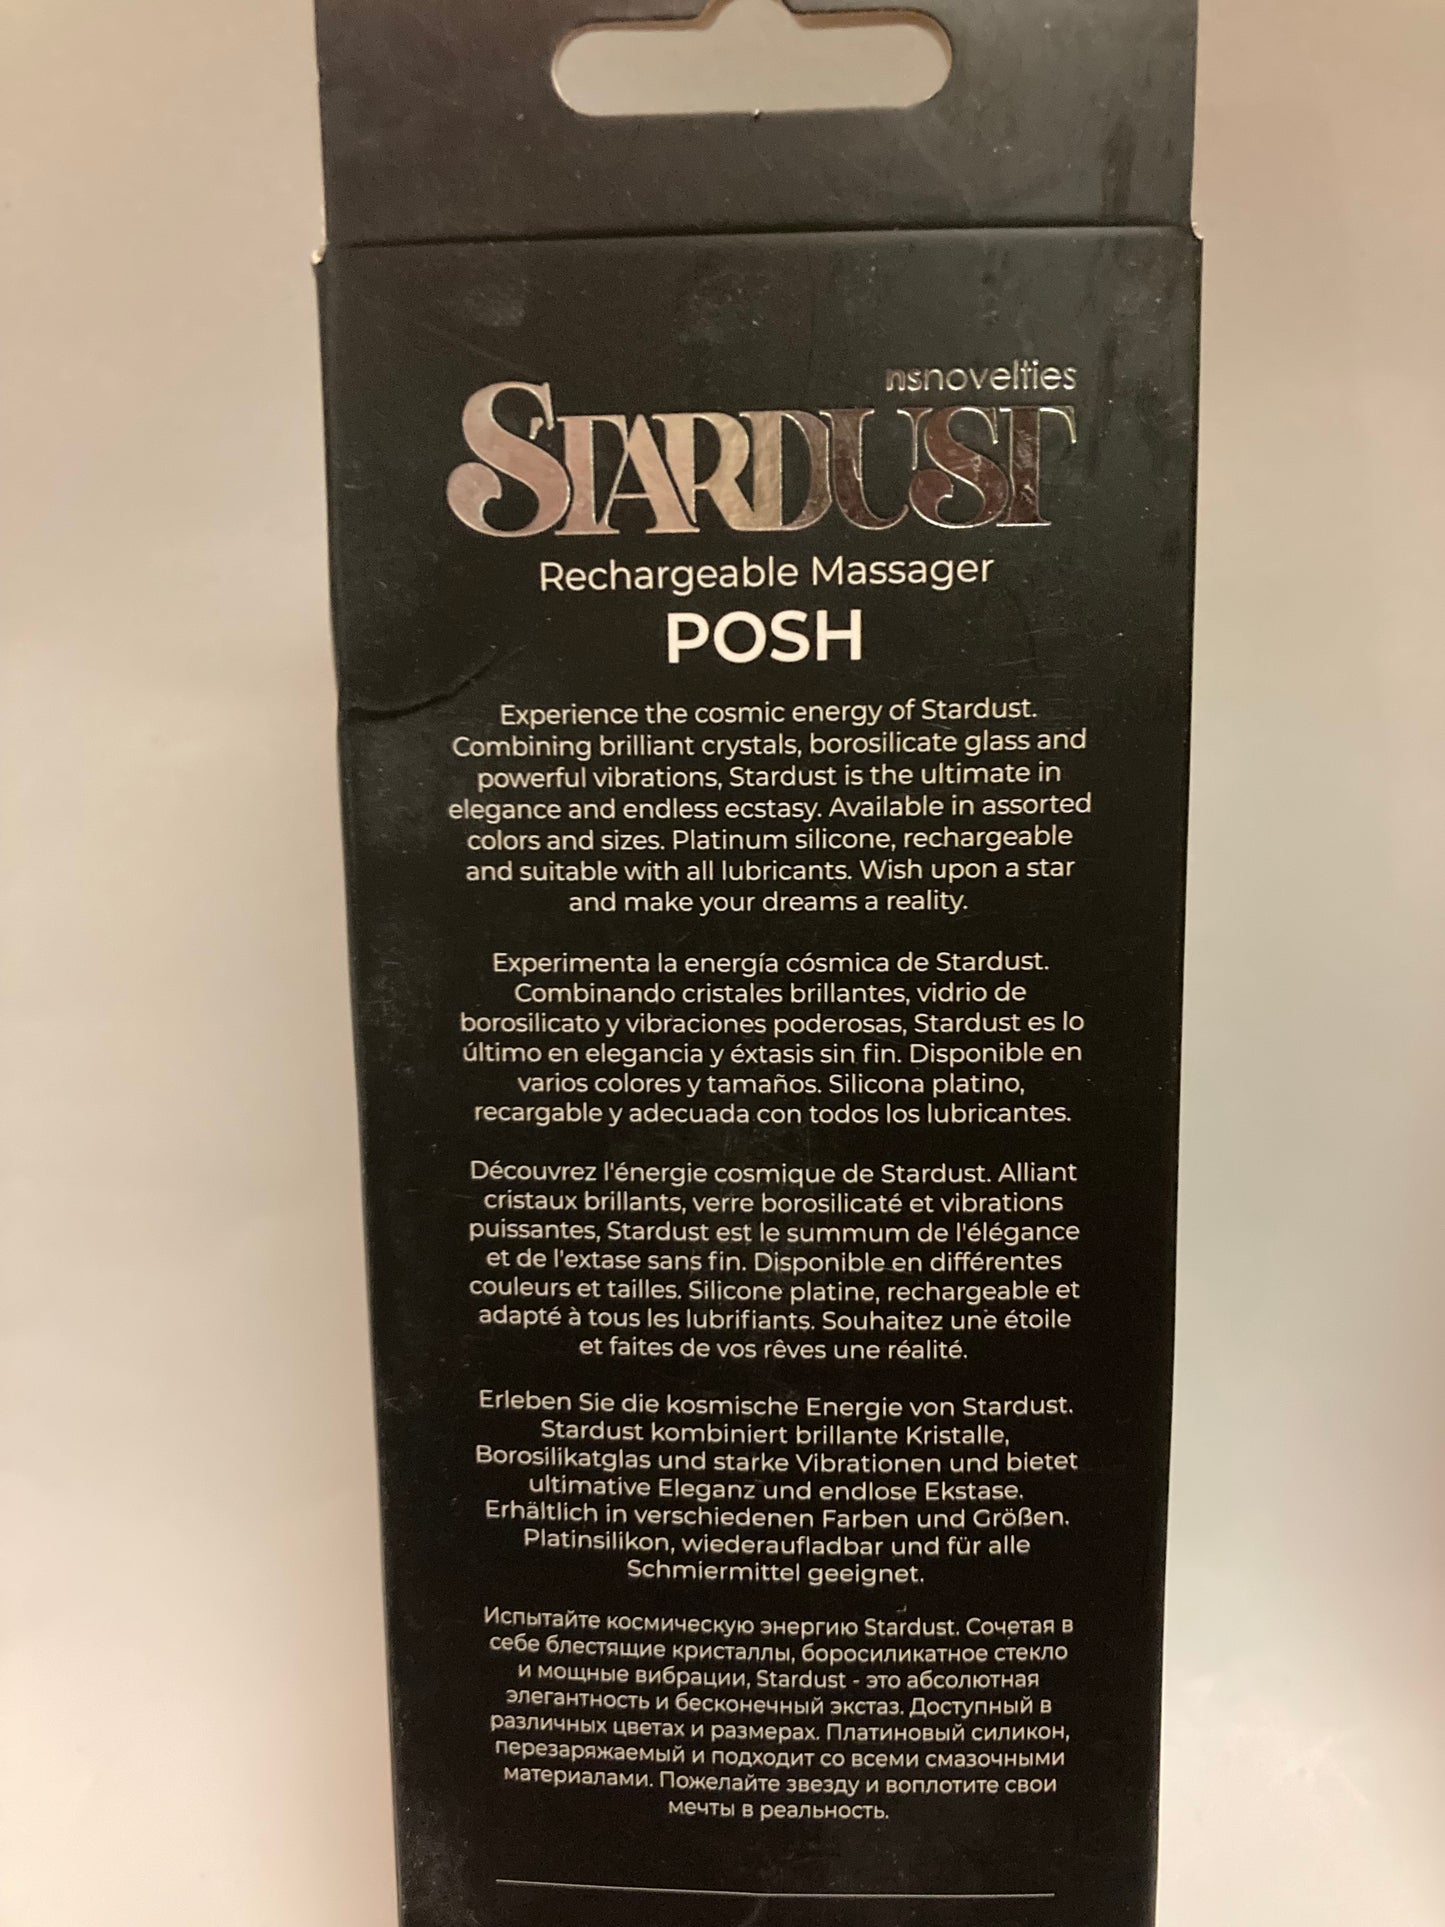 nsnovelties
STARDUST
Rechargeable Massager
POSH
Experience the cosmic energy of Stardust.
Combining brilliant crystals, borosilicate glass and
powerful vibrations, Stardust is the ultimate in
elegance and endless ecstasy. Available in assorted
colors and sizes. Platinum silicone, rechargeable
and suitable with all lubricants. Wish upon a star
and make your dreams a reality.
Experimenta la energía cósmica de Stardust.
Combinando cristales brillantes, vidrio de
borosilicato y vibraciones poderosas, Stardust es lo
último en elegancia y éxtasis sin fin. Disponible en
varios colores y tamaños. Silicona platino,
recargable y adecuada con todos los lubricantes.
Découvrez l'énergie cosmique de Stardust. Alliant
cristaux brillants, verre borosilicaté et vibrations
puissantes, Stardust est le summum de l'élégance
et de l'extase sans fin. Disponible en différentes
couleurs et tailles. Silicone platine, rechargeable et
adapté à tous les lubrifiants. Souhaitez une étoile
et faites de vos rêves une réalité.
Erleben Sie die kosmische Energie von Stardust.
Stardust kombiniert brillante Kristalle,
Borosilikatglas und starke Vibrationen und bietet
ultimative Eleganz und endlose Ekstase.
Erhältlich in verschiedenen Farben und Größen.
Platinsilikon, wiederaufladbar und für alle
Schmiermittel geeignet.
Испытайте космическую энергию Stardust. Сочетая в
себе блестящие кристаллы, боросиликатное стекло
и мощные вибрации, Stardust - это абсолютная
элегантность и бесконечный экстаз. Доступный в
различных цветах и размерах. Платиновый силикон,
перезаряжаемый и подходит со всеми смазочными
материалами. Пожелайте звезду и воплотите свои
мечты в реальность.